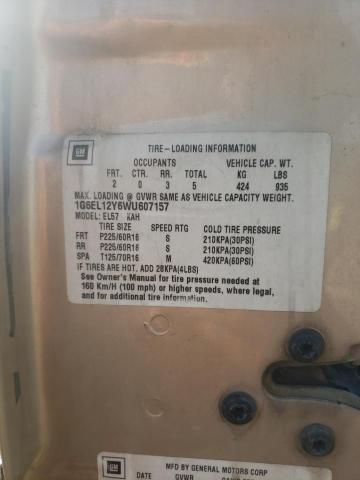 GM
TIRE-LOADING INFORMATION
OCCUPANTS VEHICLE CAP. WT.
FRT. CTR. RR. TOTAL KG LBS
2 0 3 5 424 935
MAX. LOADING @ GVWR SAME AS VEHICLE CAPACITY WEIGHT.
1G6EL12Y6WU607157
MODEL: EL57 KAH
TIRE SIZE SPEED RTG COLD TIRE PRESSURE
FRT P225/60R16 S 210KPA(30PSI)
RR P225/60R16 S 210KPA(30PSI)
SPA T125/70R16 M 420KPA(60PSI)
IF TIRES ARE HOT, ADD 28KPA(4LBS)
See Owner's Manual for tire pressure needed at
160 Km/H (100 mph) or higher speeds, where legal,
and for additional tire information.
GM
MFD BY GENERAL MOTORS CORP
DATE GVWR